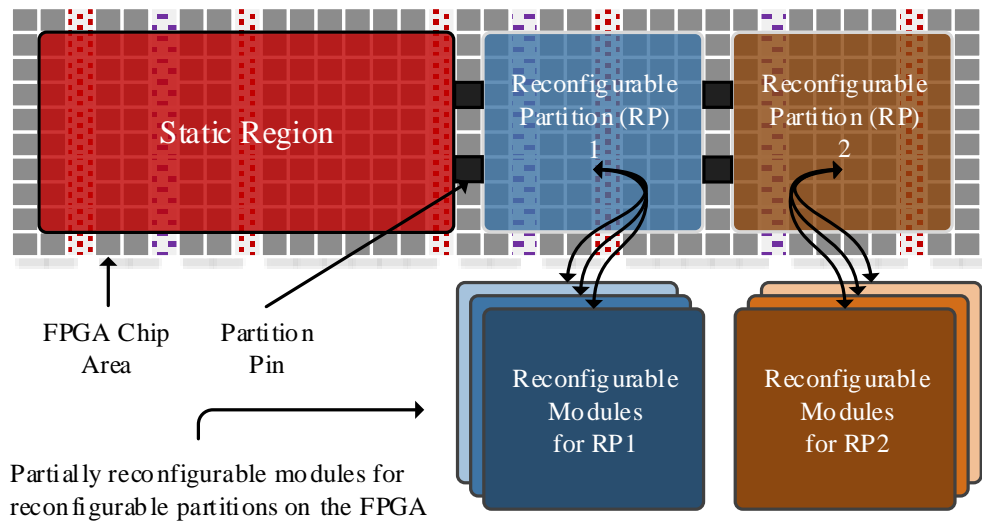 Static Region
Reconfigurable
Partition (RP)
1
Reconfigurable
Partition (RP)
2
FPGA Chip
Area
Partition
Pin
Reconfigurable
Modules
for RP1
Reconfigurable
Modules
for RP2
Partially reconfigurable modules for
reconfigurable partitions on the FPGA